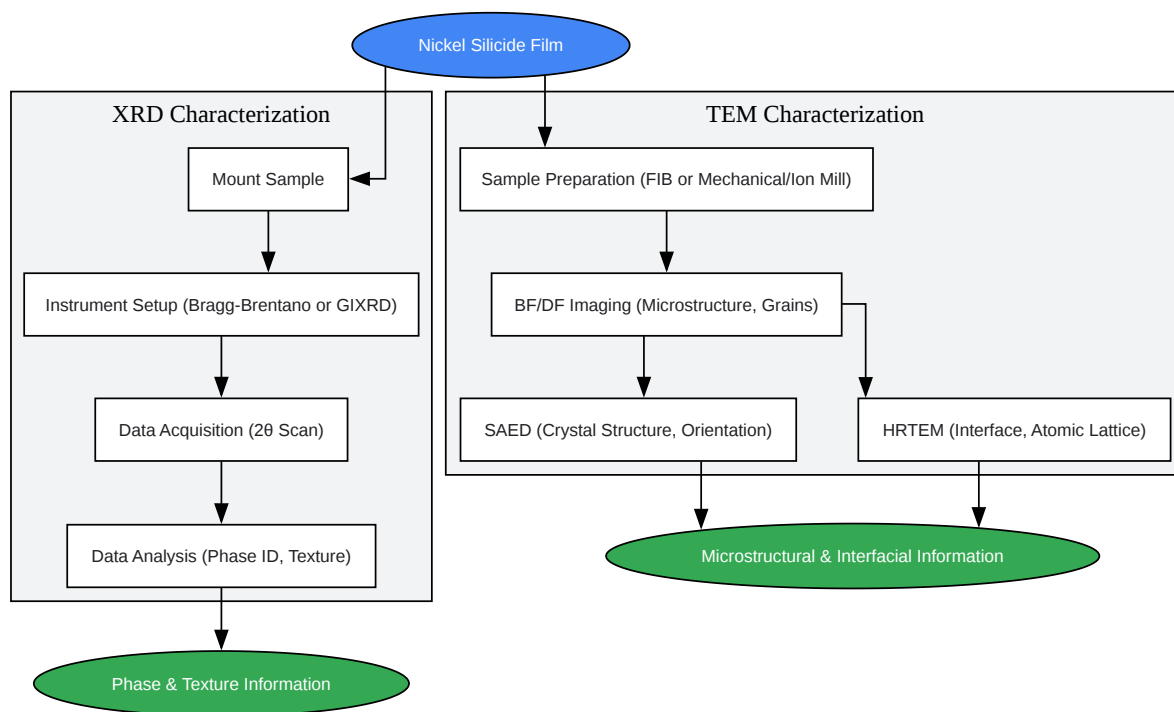 Nickel Silicide Film
XRD Characterization
Mount Sample
Instrument Setup (Bragg-Brentano or GIXRD)
Data Acquisition (2θ Scan)
Data Analysis (Phase ID, Texture)
Phase & Texture Information
TEM Characterization
Sample Preparation (FIB or Mechanical/Ion Mill)
BF/DF Imaging (Microstructure, Grains)
SAED (Crystal Structure, Orientation)
HRTEM (Interface, Atomic Lattice)
Microstructural & Interfacial Information